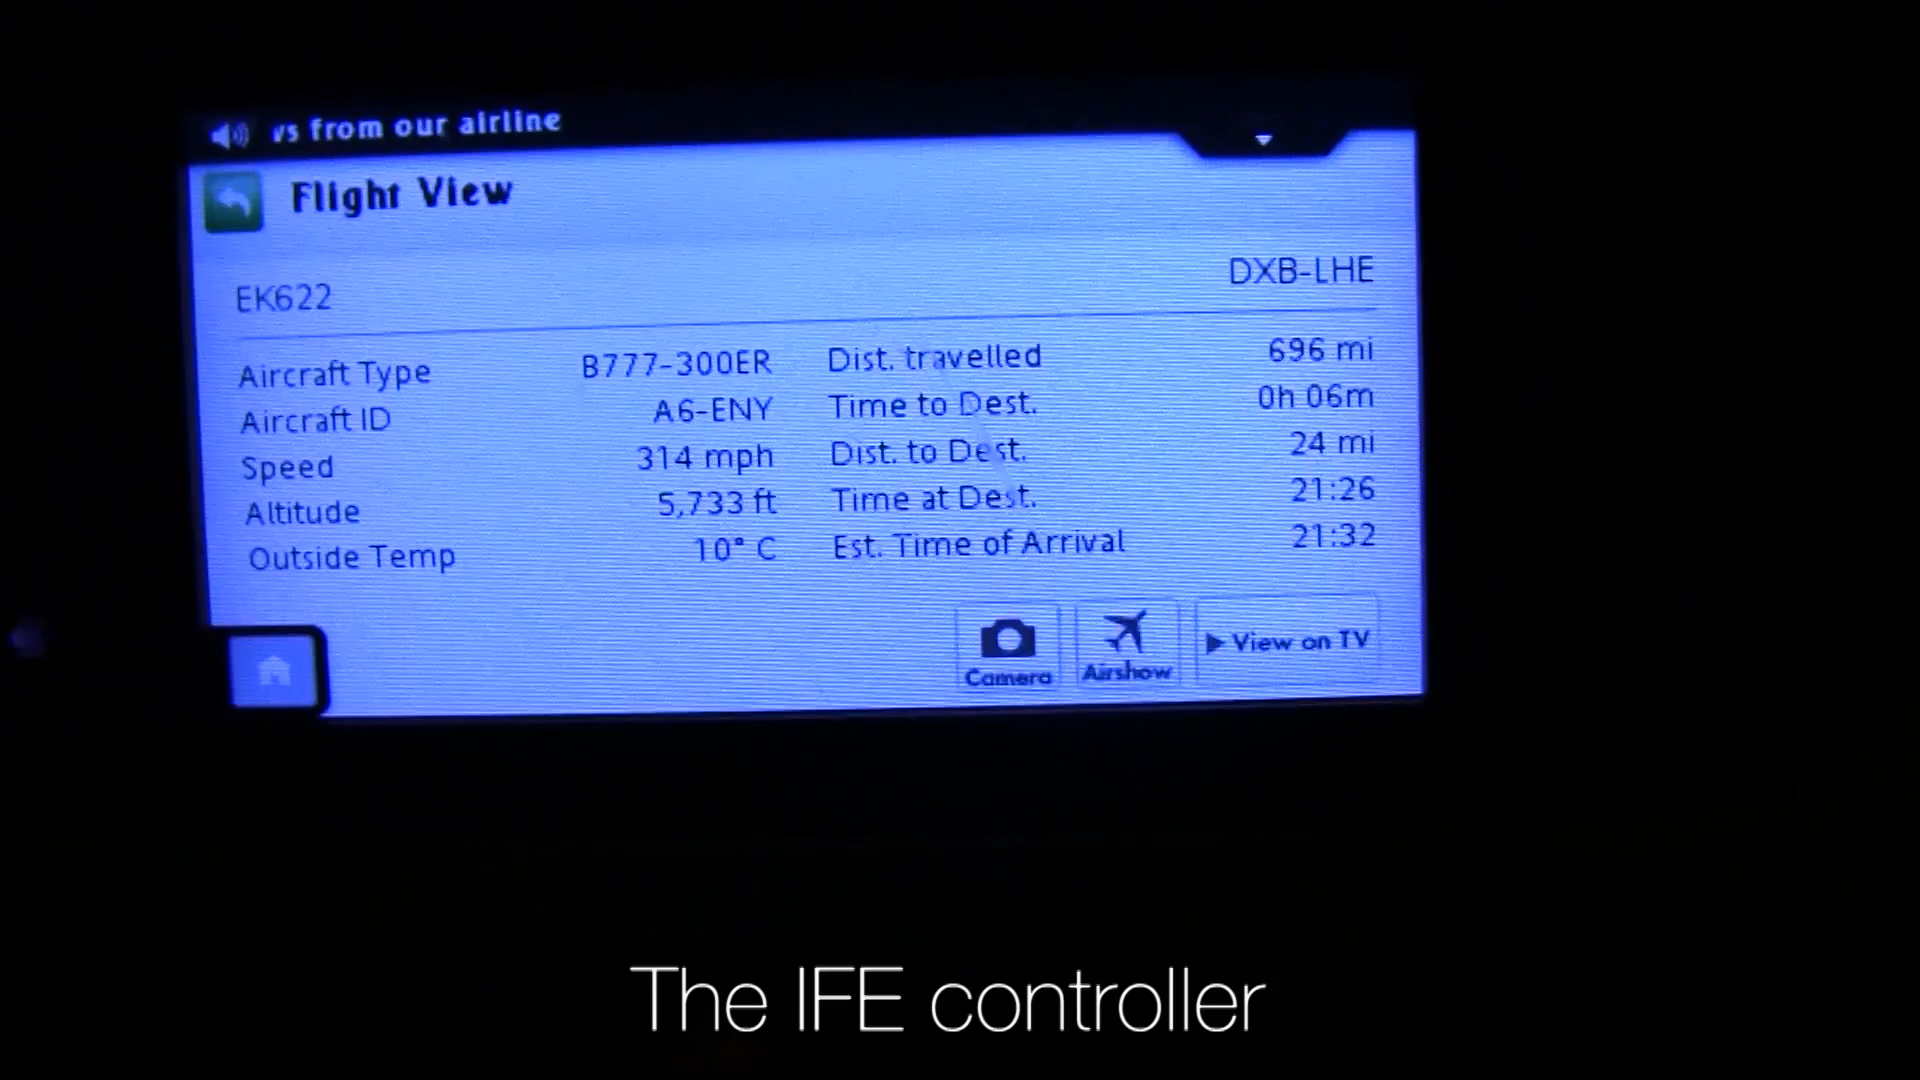 vs from our airline
Flight View
EK622
DXB-LHE
Aircraft Type B777-300ER
Aircraft ID A6-ENY
Speed 314 mph
Altitude 5,733 ft
Outside Temp 10° C
Dist. travelled 696 mi
Time to Dest. 0h 06m
Dist. to Dest. 24 mi
Time at Dest. 21:26
Est. Time of Arrival 21:32
Camera
Airshow
View on TV
The IFE controller